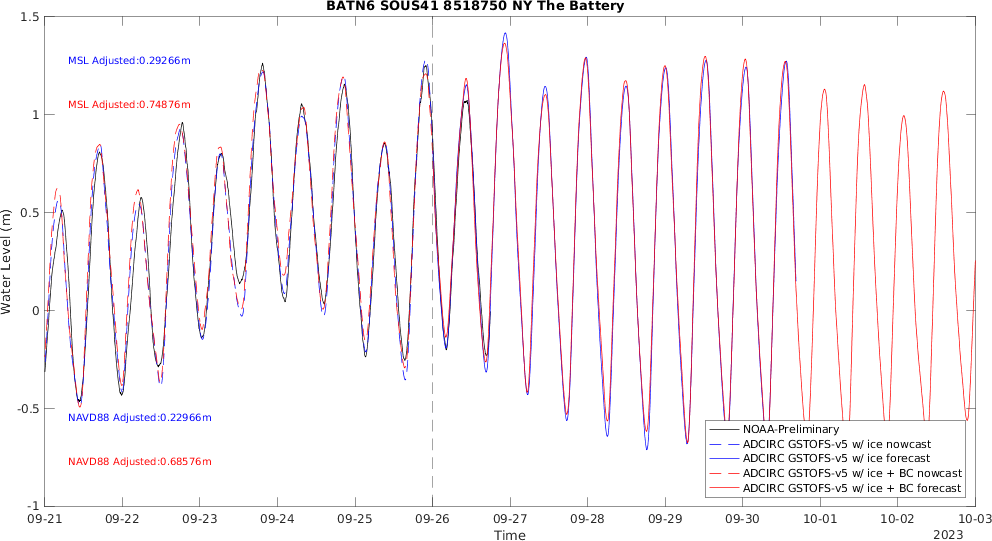 BATN6 SOUS41 8518750 NY The Battery
1.5
1
0.5
0
-0.5
-1
Water Level (m)
MSL Adjusted:0.29266m
MSL Adjusted:0.74876m
NAVD88 Adjusted:0.22966m
NAVD88 Adjusted:0.68576m
NOAA-Preliminary
ADCIRC GSTOFS-v5 w/ ice nowcast
ADCIRC GSTOFS-v5 w/ ice forecast
ADCIRC GSTOFS-v5 w/ ice + BC nowcast
ADCIRC GSTOFS-v5 w/ ice + BC forecast
09-21 09-22 09-23 09-24 09-25 09-26 09-27 09-28 09-29 09-30 10-01 10-02 10-03
Time
2023